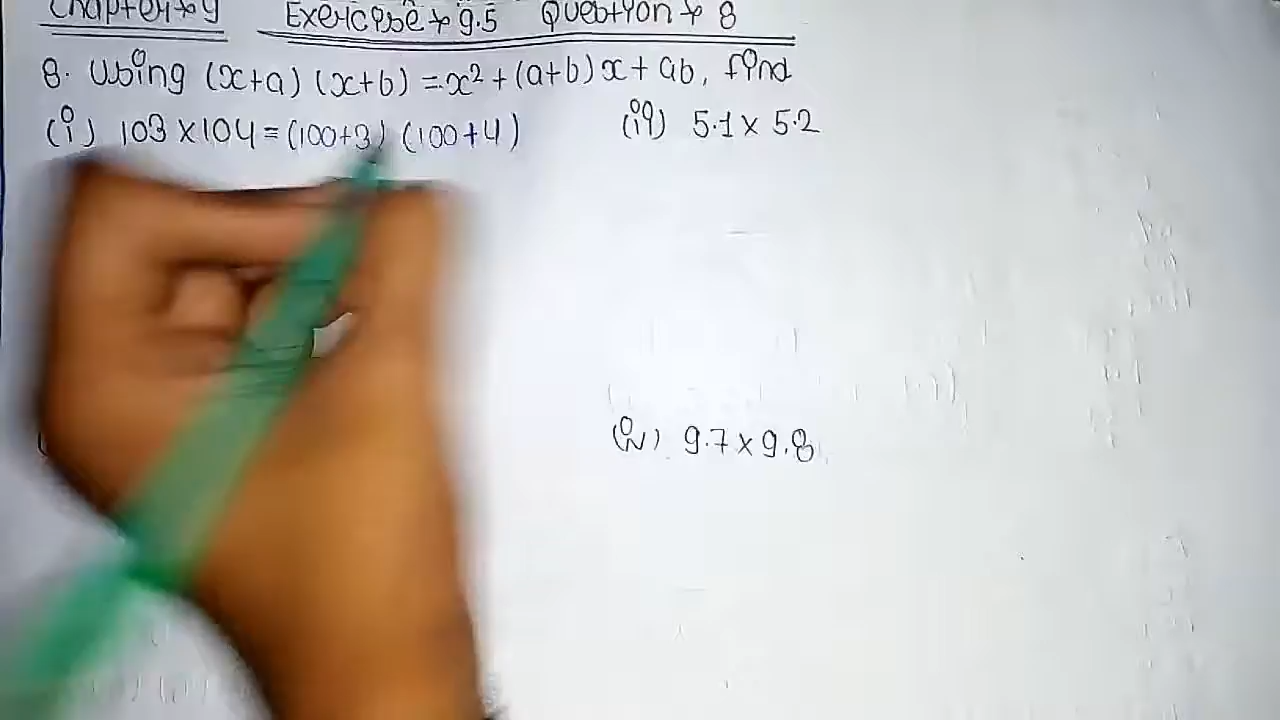 Chapter → 9 Exercise → 9.5 Question → 8
8. Using (x+a) (x+b) = x² + (a+b)x + ab, find
(i) 103 × 104 = (100+3) (100+4) (ii) 5.1 × 5.2
(iv) 9.7 × 9.8